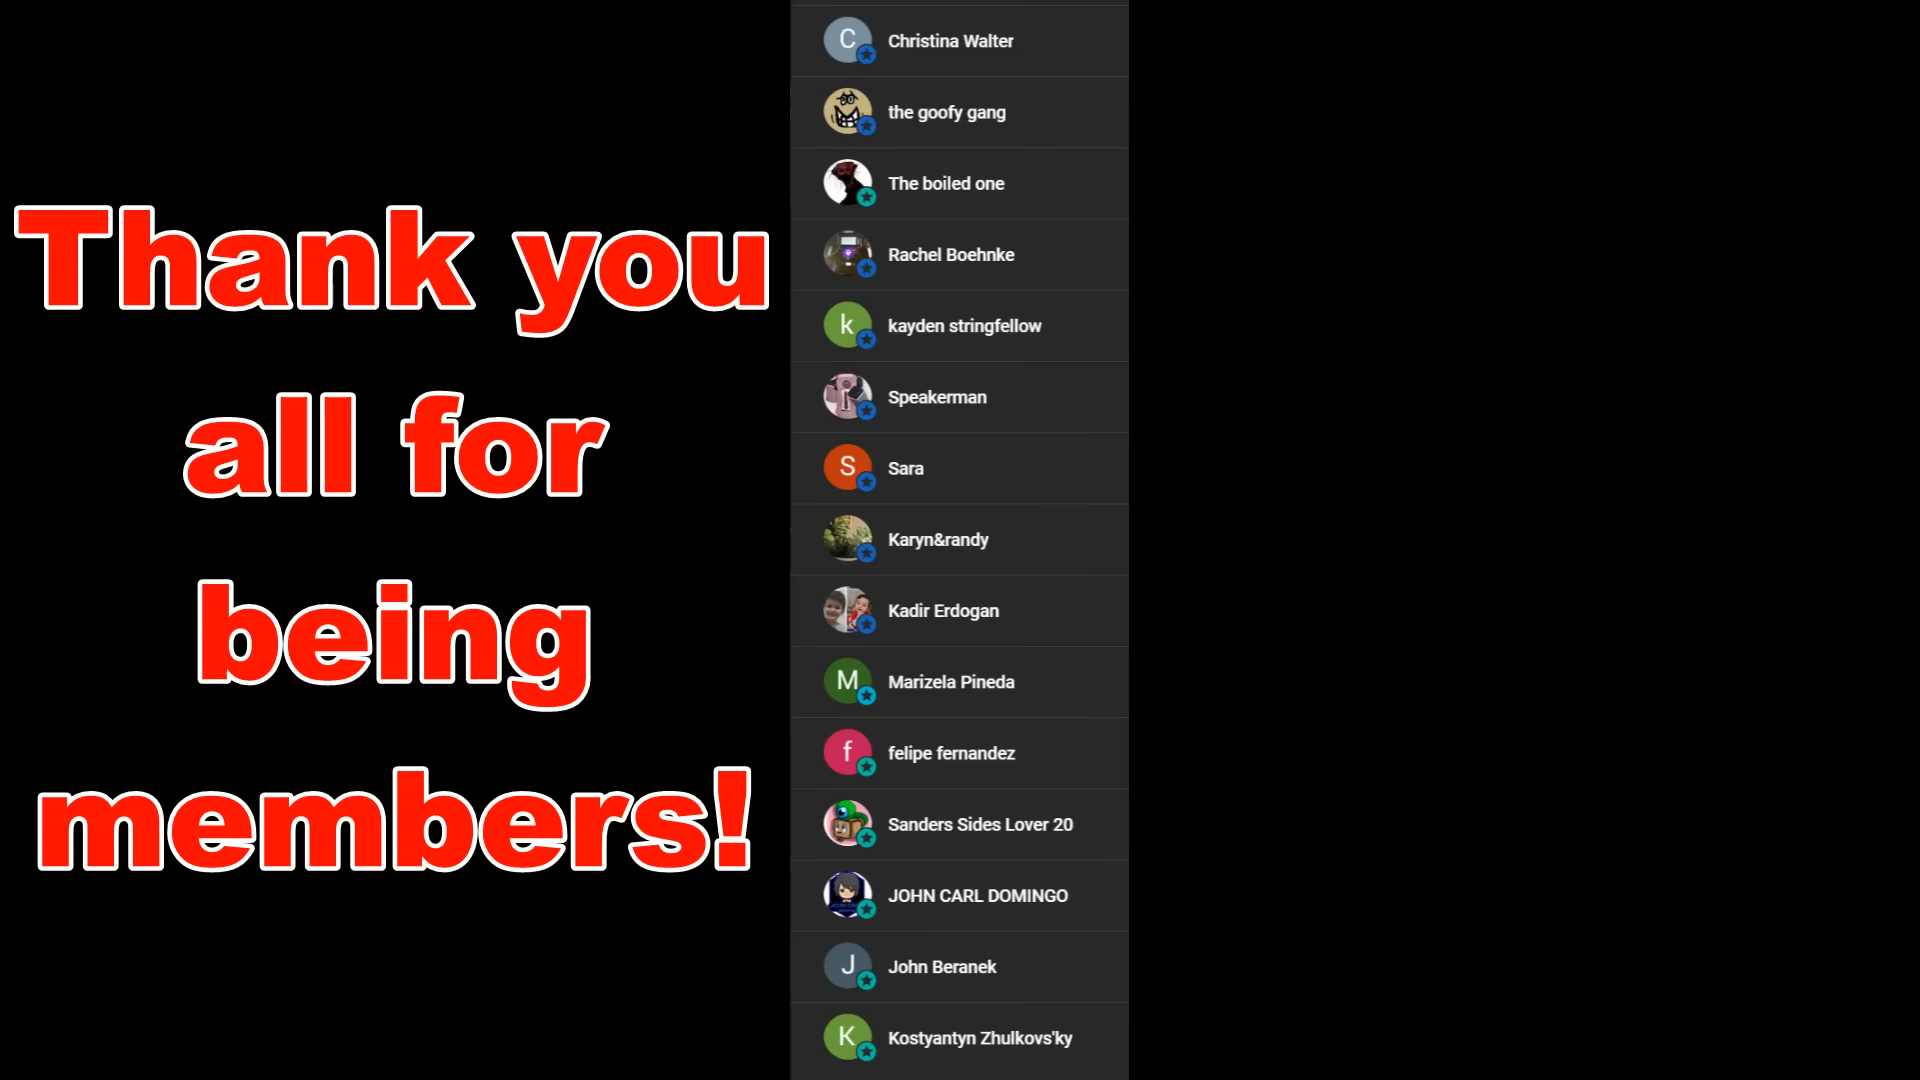 Thank you
all for
being
members!
C Christina Walter
the goofy gang
The boiled one
Rachel Boehnke
k kayden stringfellow
Speakerman
S Sara
Karyn&randy
Kadir Erdogan
M Marizela Pineda
f felipe fernandez
Sanders Sides Lover 20
JOHN CARL DOMINGO
J John Beranek
K Kostyantyn Zhulkovs'ky